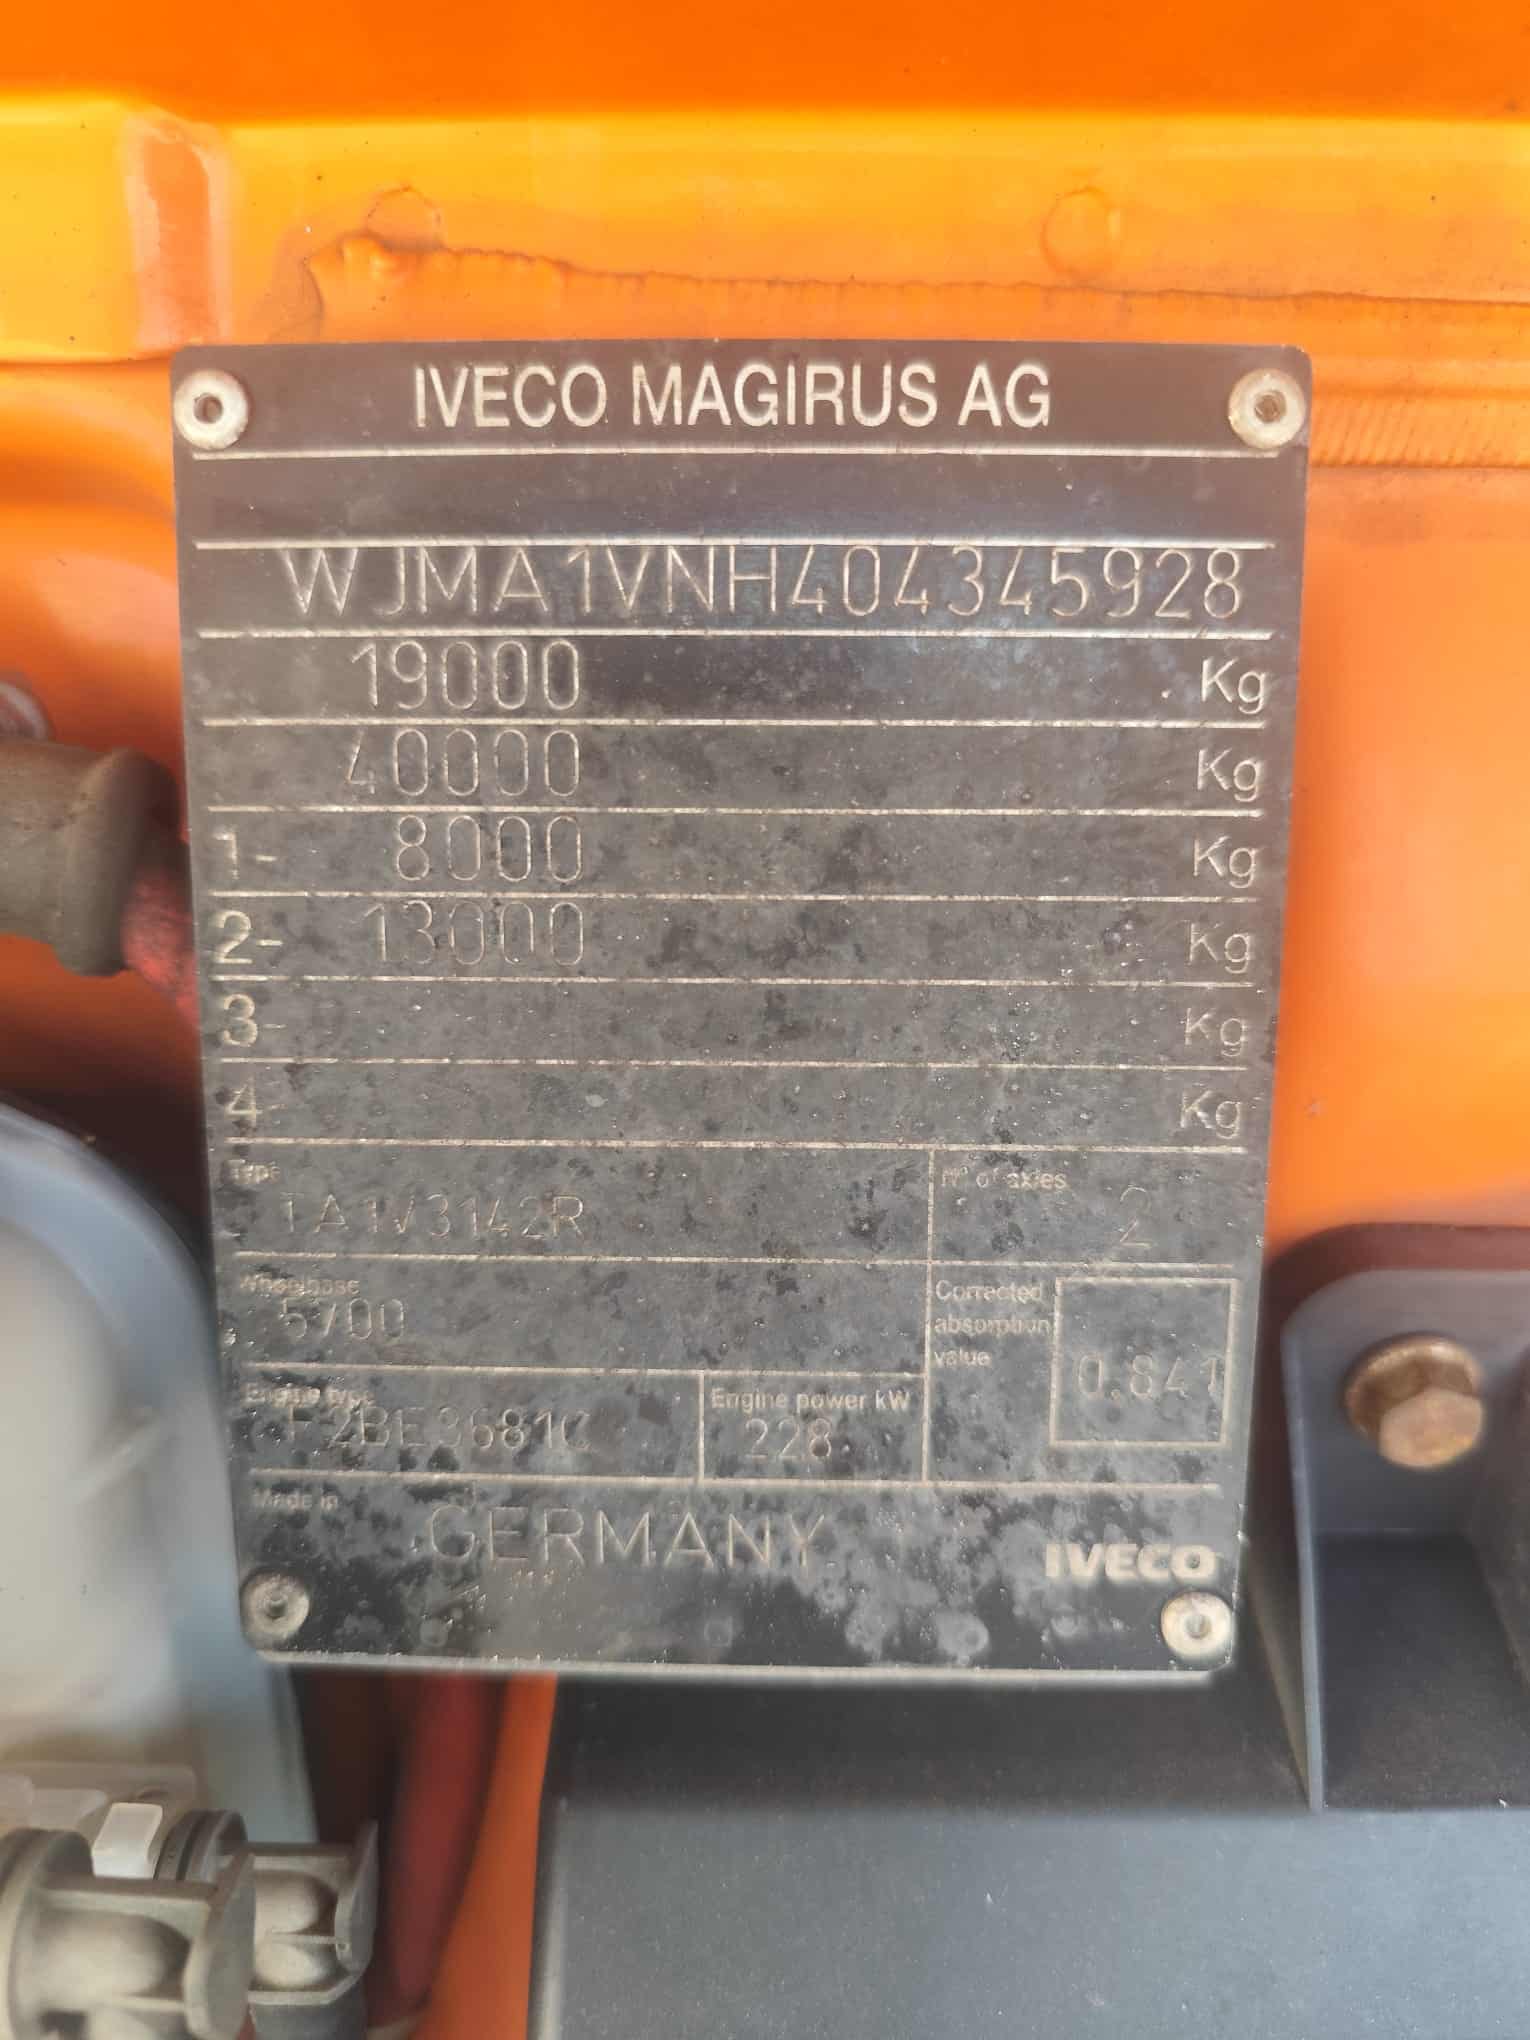 IVECO MAGIRUS AG
WJMA1VNH404345928
19000 Kg
40000 Kg
1- 8000 Kg
2- 13000 Kg
3- Kg
4- Kg
Type
TA1V3142R
N° of axles
2
Wheelbase
5700
Corrected
absorption
value
0.841
Engine type
F2BE3681C
Engine power kW
228
Made in
GERMANY
IVECO